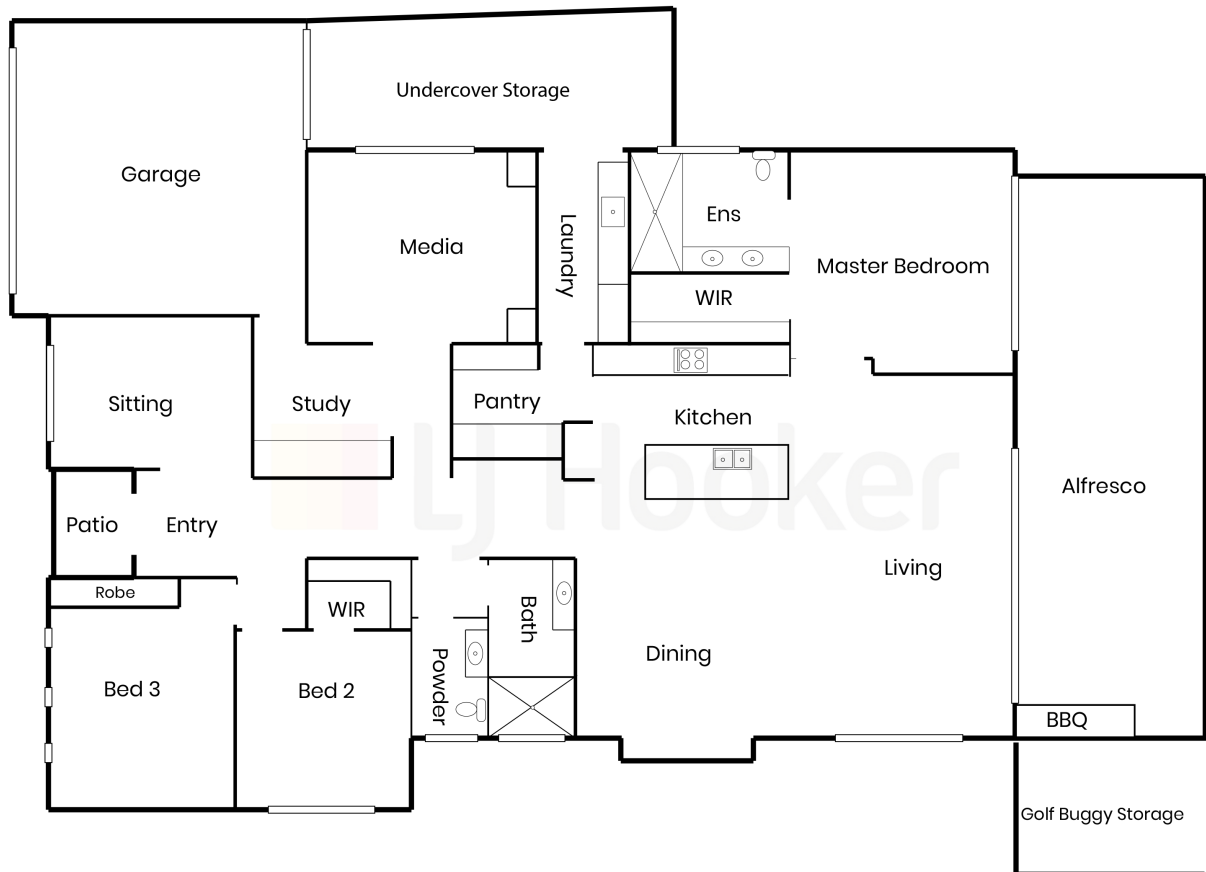 Undercover Storage
Garage
Media
Laundry
Ens
Master Bedroom
WIR
Sitting
Study
Pantry
Kitchen
LJ Hooker
Alfresco
Patio
Entry
Living
Robe
WIR
Bath
Dining
Bed 3
Bed 2
Powder
BBQ
Golf Buggy Storage